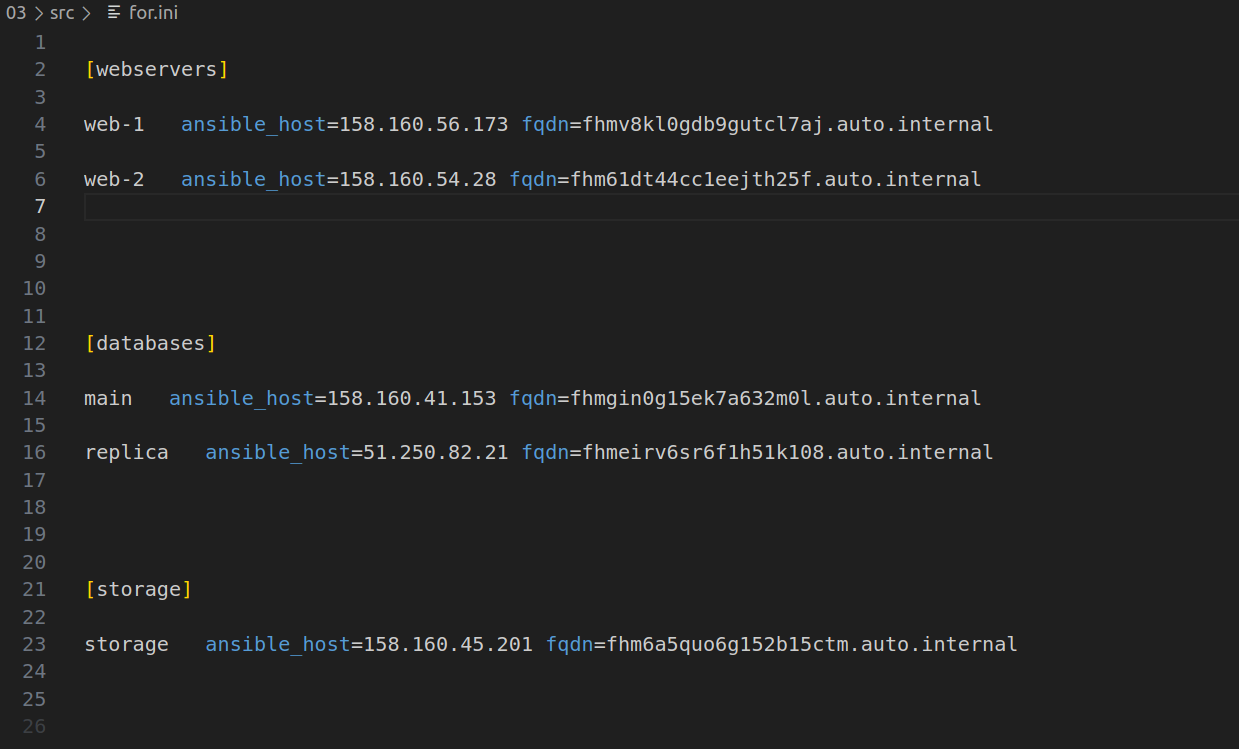 03 > src > for.ini
1
2 [webservers]
3
4 web-1   ansible_host=158.160.56.173 fqdn=fhmv8kl0gdb9gutcl7aj.auto.internal
5
6 web-2   ansible_host=158.160.54.28 fqdn=fhm61dt44cc1eejth25f.auto.internal
7
8
9
10
11
12 [databases]
13
14 main   ansible_host=158.160.41.153 fqdn=fhmgin0g15ek7a632m0l.auto.internal
15
16 replica   ansible_host=51.250.82.21 fqdn=fhmeirv6sr6f1h51k108.auto.internal
17
18
19
20
21 [storage]
22
23 storage   ansible_host=158.160.45.201 fqdn=fhm6a5quo6g152b15ctm.auto.internal
24
25
26